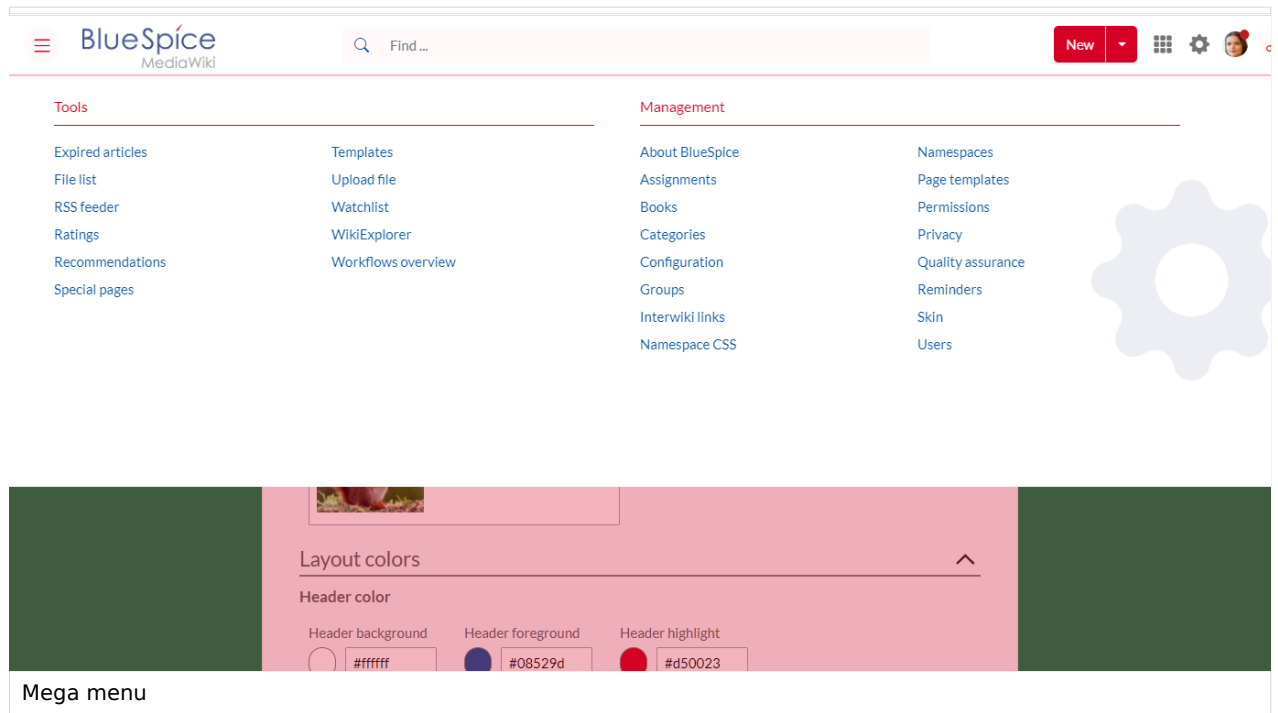 BlueSpice
MediaWiki
Find ...
New
Tools
Expired articles
File list
RSS feeder
Ratings
Recommendations
Special pages
Templates
Upload file
Watchlist
WikiExplorer
Workflows overview
Management
About BlueSpice
Assignments
Books
Categories
Configuration
Groups
Interwiki links
Namespace CSS
Namespaces
Page templates
Permissions
Privacy
Quality assurance
Reminders
Skin
Users
Layout colors
Header color
Header background Header foreground Header highlight
#ffffff #08529d #d50023
Mega menu